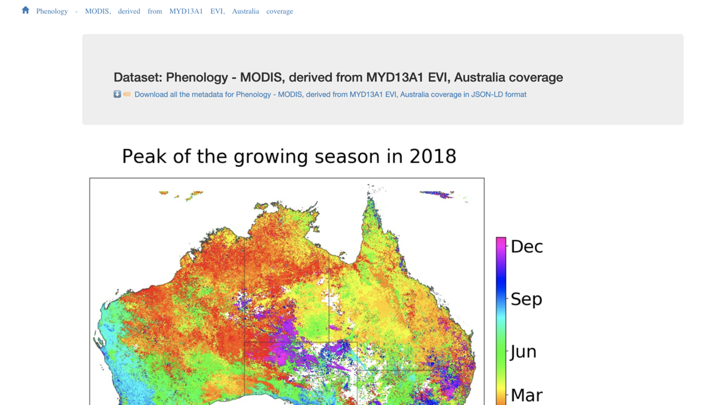 Phenology - MODIS, derived from MYD13A1 EVI, Australia coverage
Dataset: Phenology - MODIS, derived from MYD13A1 EVI, Australia coverage
Download all the metadata for Phenology - MODIS, derived from MYD13A1 EVI, Australia coverage in JSON-LD format
Peak of the growing season in 2018
Dec
Sep
Jun
Mar